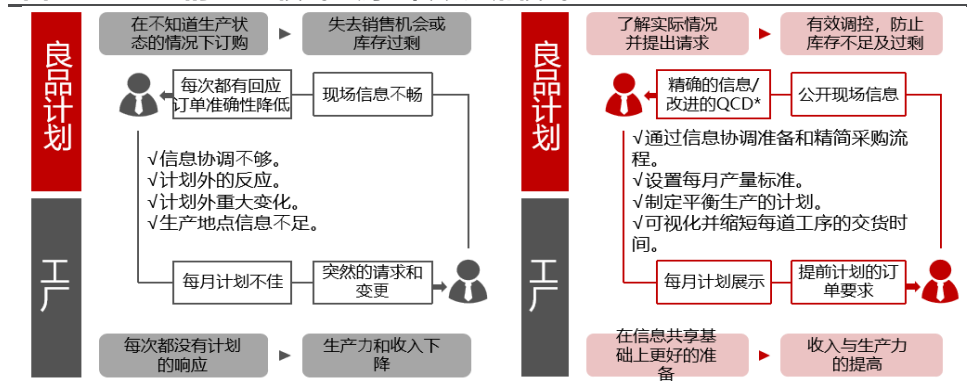 良品计划
工厂
在不知道生产状
态的情况下订购
失去销售机会或
库存过剩
每次都有回应
订单准确性降低
现场信息不畅
√信息协调不够。
√计划外的反应。
√计划外重大变化。
√生产地点信息不足。
每月计划不佳
突然的请求和
变更
每次都没有计划
的响应
生产力和收入下
降
良品计划
工厂
了解实际情况
并提出请求
有效调控，防止
库存不足及过剩
精确的信息/
改进的QCD*
公开现场信息
√通过信息协调准备和精简采购流
程。
√设置每月产量标准。
√制定平衡生产的计划。
√可视化并缩短每道工序的交货时
间。
每月计划展示
提前计划的订
单要求
在信息共享基
础上更好的准
备
收入与生产力
的提高